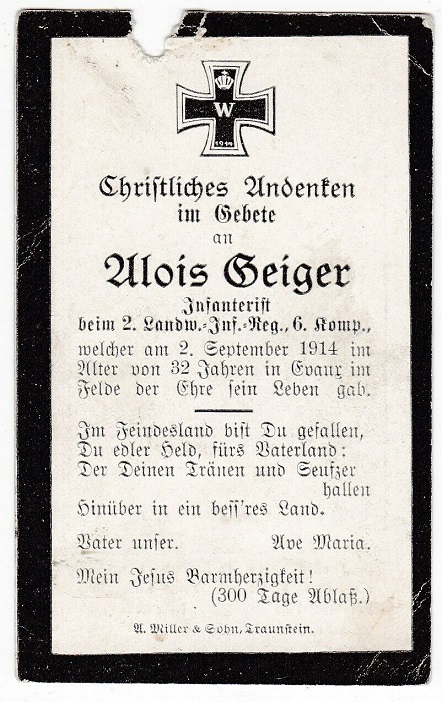 W
1914
Christliches Andenken
im Gebete
an
Alois Geiger
Infanterist
beim 2. Landw.-Inf.-Reg., 6. Komp.,
welcher am 2. September 1914 im
Alter von 32 Jahren in Evaux im
Felde der Ehre sein Leben gab.
Im Feindesland bist Du gefallen,
Du edler Held, fürs Vaterland:
Der Deinen Tränen und Seufzer
hallen
Hinüber in ein bess'res Land.
Vater unser. Ave Maria.
Mein Jesus Barmherzigkeit!
(300 Tage Ablaß.)
A. Miller & Sohn, Traunstein.